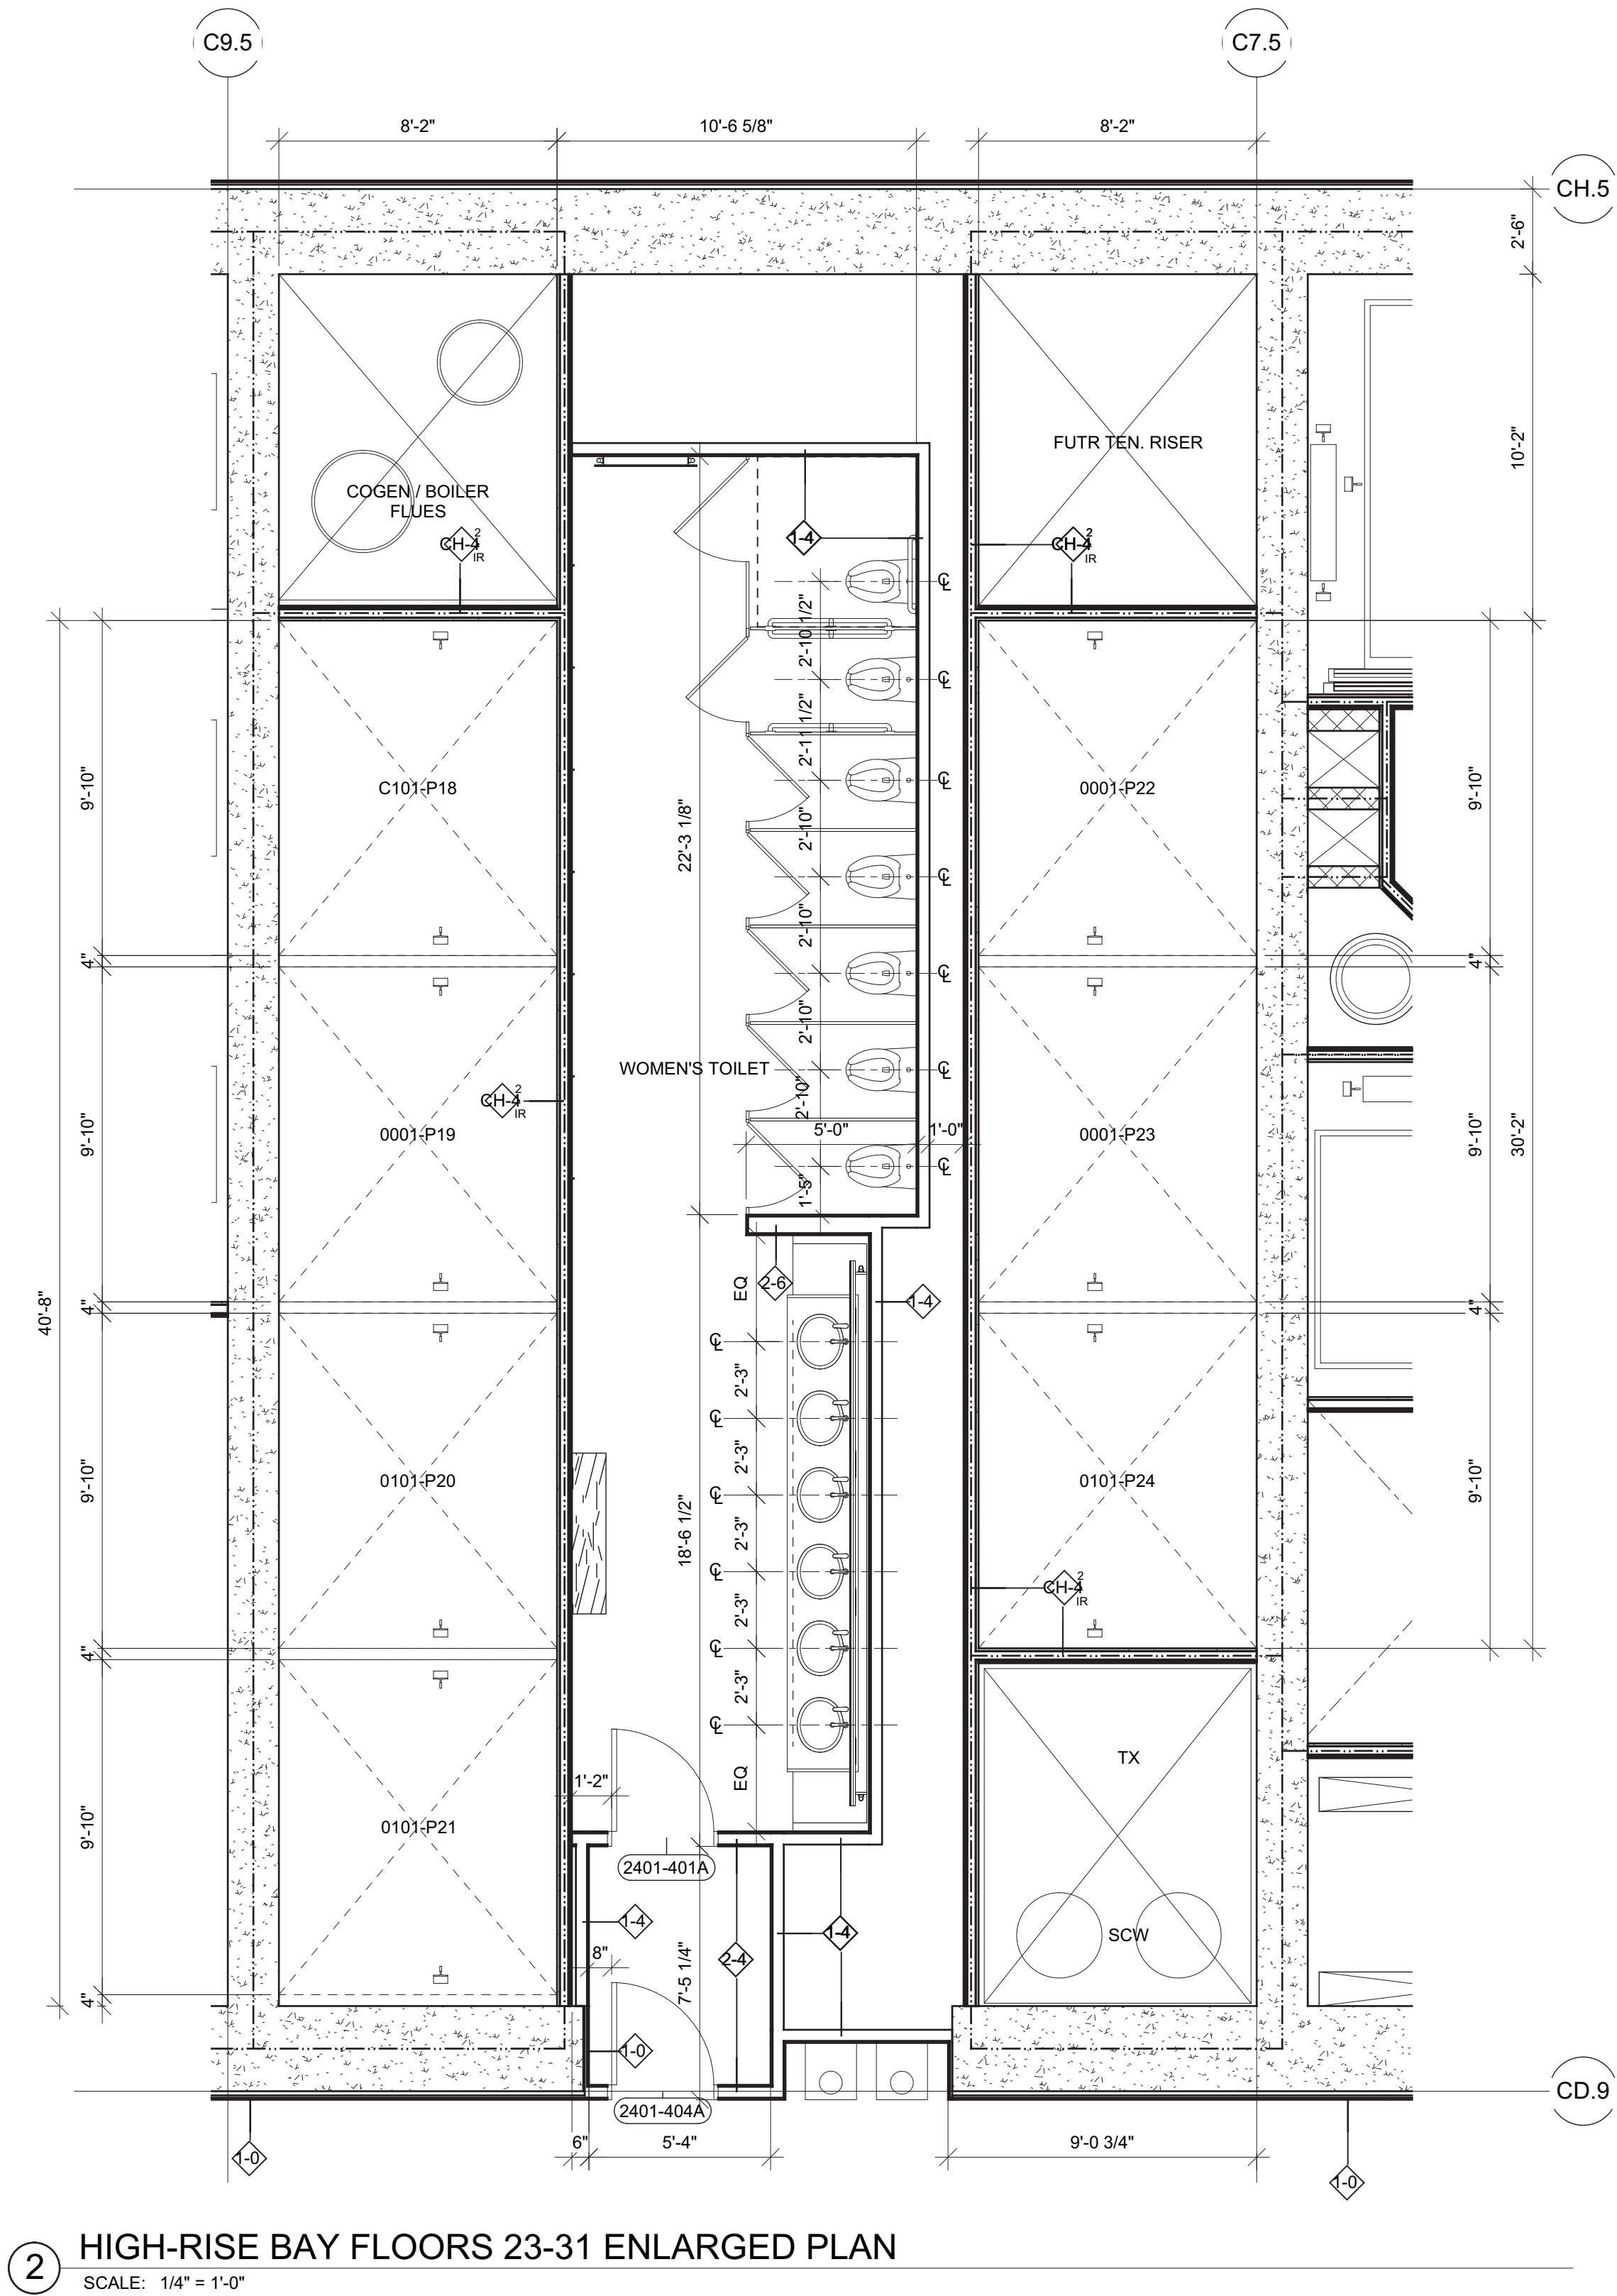 C9.5
C7.5
8'-2"
10'-6 5/8"
8'-2"
CH.5
2'-6"
10'-2"
COGEN / BOILER
FLUES
FUTR TEN. RISER
CH-4
2
IR
1-4
CH-4
2
IR
℄
2'-10 1/2"
℄
2'-11 1/2"
℄
9'-10"
C101-P18
22'-3 1/8"
2'-10"
0001-P22
9'-10"
℄
2'-10"
4"
℄
4"
2'-10"
WOMEN'S TOILET
℄
CH-4
2
IR
2'-10"
9'-10"
0001-P19
5'-0"
1'-0"
0001-P23
9'-10"
30'-2"
℄
1'-5"
40'-8"
4"
EQ
2-6
1-4
4"
℄
2'-3"
℄
2'-3"
9'-10"
0101-P20
℄
0101-P24
9'-10"
18'-6 1/2"
2'-3"
℄
CH-4
2
IR
2'-3"
4"
℄
2'-3"
℄
TX
1'-2"
EQ
9'-10"
0101-P21
2401-401A
1-4
1-4
SCW
8"
2-4
7'-5 1/4"
4"
1-0
CD.9
2401-404A
1-0
6"
5'-4"
9'-0 3/4"
1-0
2
HIGH-RISE BAY FLOORS 23-31 ENLARGED PLAN
SCALE: 1/4" = 1'-0"